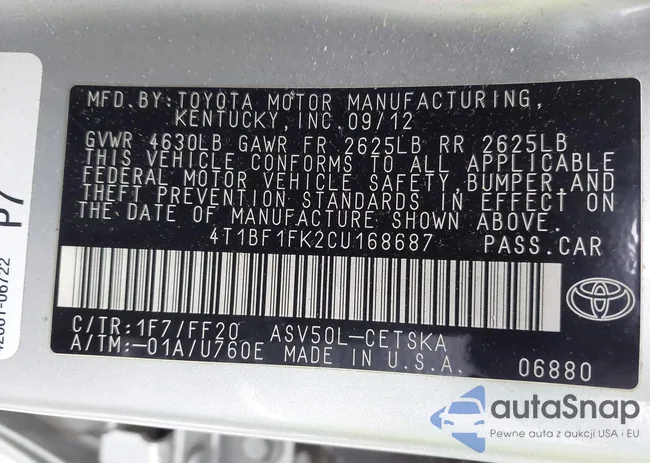 MFD.BY:TOYOTA MOTOR MANUFACTURING,
KENTUCKY,INC. 09/12
GVWR 4630LB GAWR FR 2625LB RR 2625LB
THIS VEHICLE CONFORMS TO ALL APPLICABLE
FEDERAL MOTOR VEHICLE SAFETY,BUMPER,AND
THEFT PREVENTION STANDARDS IN EFFECT ON
THE DATE OF MANUFACTURE SHOWN ABOVE.
4T1BF1FK2CU168687 PASS.CAR
C/TR:1F7/FF20 ASV50L-CETSKA
A/TM:-01A/U760E MADE IN U.S.A. 06880
P7
autaSnap
Pewne auta z aukcji USA i EU